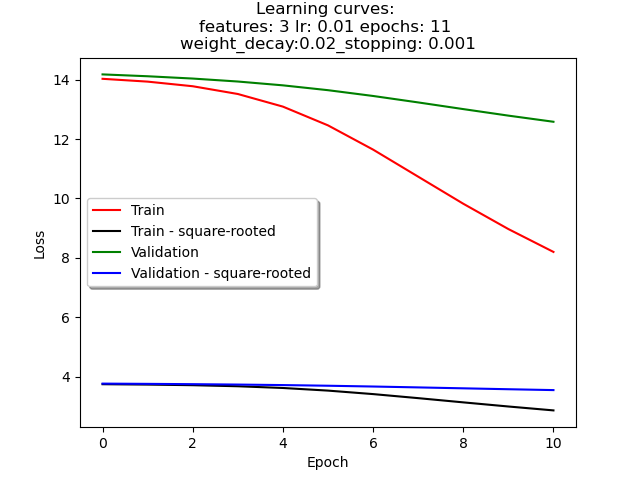 Learning curves:
features: 3 lr: 0.01 epochs: 11
weight_decay:0.02_stopping: 0.001
14
12
10
8
6
4
Loss
Train
Train - square-rooted
Validation
Validation - square-rooted
0 2 4 6 8 10
Epoch